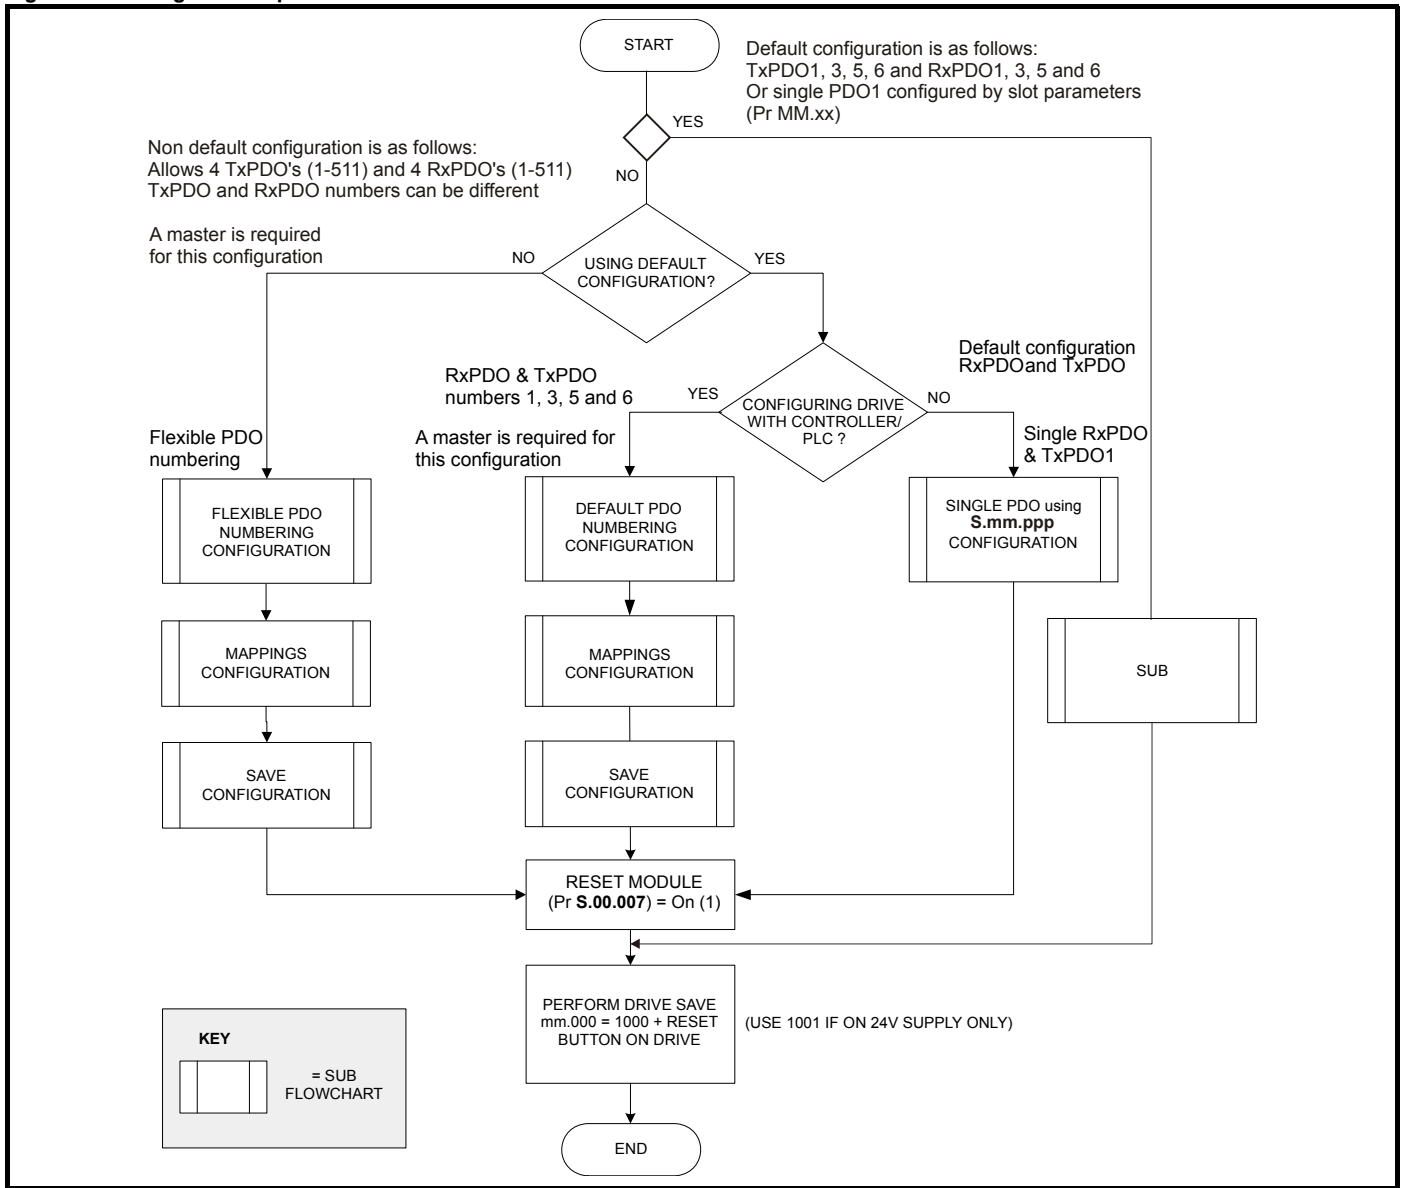 START
Default configuration is as follows:
TxPDO1, 3, 5, 6 and RxPDO1, 3, 5 and 6
Or single PDO1 configured by slot parameters
(Pr MM.xx)
YES
NO
Non default configuration is as follows:
Allows 4 TxPDO's (1-511) and 4 RxPDO's (1-511)
TxPDO and RxPDO numbers can be different
A master is required
for this configuration
NO
USING DEFAULT
CONFIGURATION?
YES
RxPDO & TxPDO
numbers 1, 3, 5 and 6
YES
CONFIGURING DRIVE
WITH CONTROLLER/
PLC ?
NO
Default configuration
RxPDOand TxPDO
Flexible PDO
numbering
A master is required for
this configuration
Single RxPDO
& TxPDO1
FLEXIBLE PDO
NUMBERING
CONFIGURATION
DEFAULT PDO
NUMBERING
CONFIGURATION
SINGLE PDO using
S.mm.ppp
CONFIGURATION
MAPPINGS
CONFIGURATION
MAPPINGS
CONFIGURATION
SUB
SAVE
CONFIGURATION
SAVE
CONFIGURATION
RESET MODULE
(Pr S.00.007) = On (1)
PERFORM DRIVE SAVE
mm.000 = 1000 + RESET
BUTTON ON DRIVE
(USE 1001 IF ON 24V SUPPLY ONLY)
KEY
= SUB
FLOWCHART
END